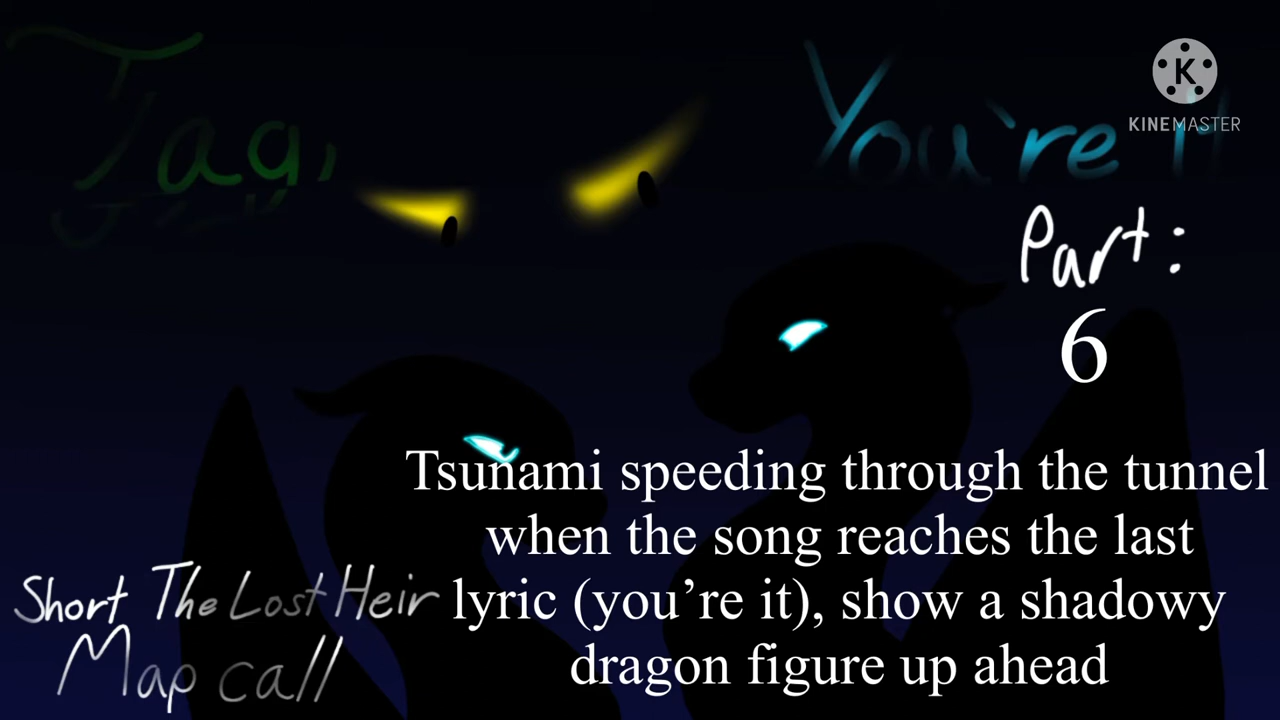 Tag,
You're It
KINEMASTER
Part:
6
Tsunami speeding through the tunnel
when the song reaches the last
lyric (you’re it), show a shadowy
dragon figure up ahead
Short The Lost Heir
Map call